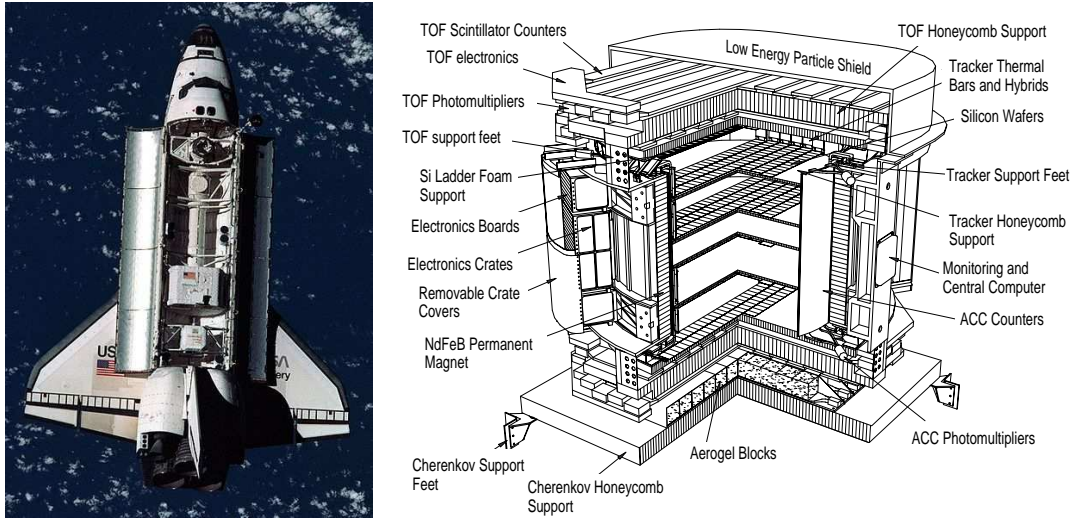 TOF Scintillator Counters
TOF electronics
TOF Photomultipliers
TOF support feet
Si Ladder Foam
Support
Electronics Boards
Electronics Crates
Removable Crate
Covers
NdFeB Permanent
Magnet
Cherenkov Support
Feet
Cherenkov Honeycomb
Support
Aerogel Blocks
Low Energy Particle Shield
TOF Honeycomb Support
Tracker Thermal
Bars and Hybrids
Silicon Wafers
Tracker Support Feet
Tracker Honeycomb
Support
Monitoring and
Central Computer
ACC Counters
ACC Photomultipliers
US
SA
ery